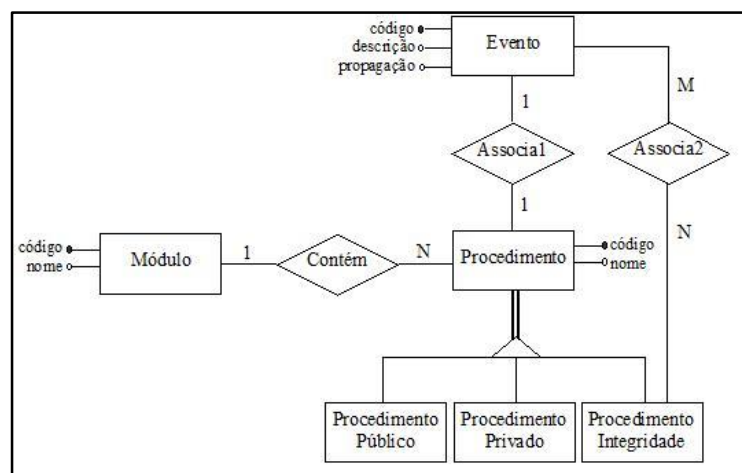 código
descrição
propagação
Evento
1
M
Associa1
Associa2
1
N
código
nome
Módulo
1
Contém
N
Procedimento
código
nome
Procedimento
Público
Procedimento
Privado
Procedimento
Integridade